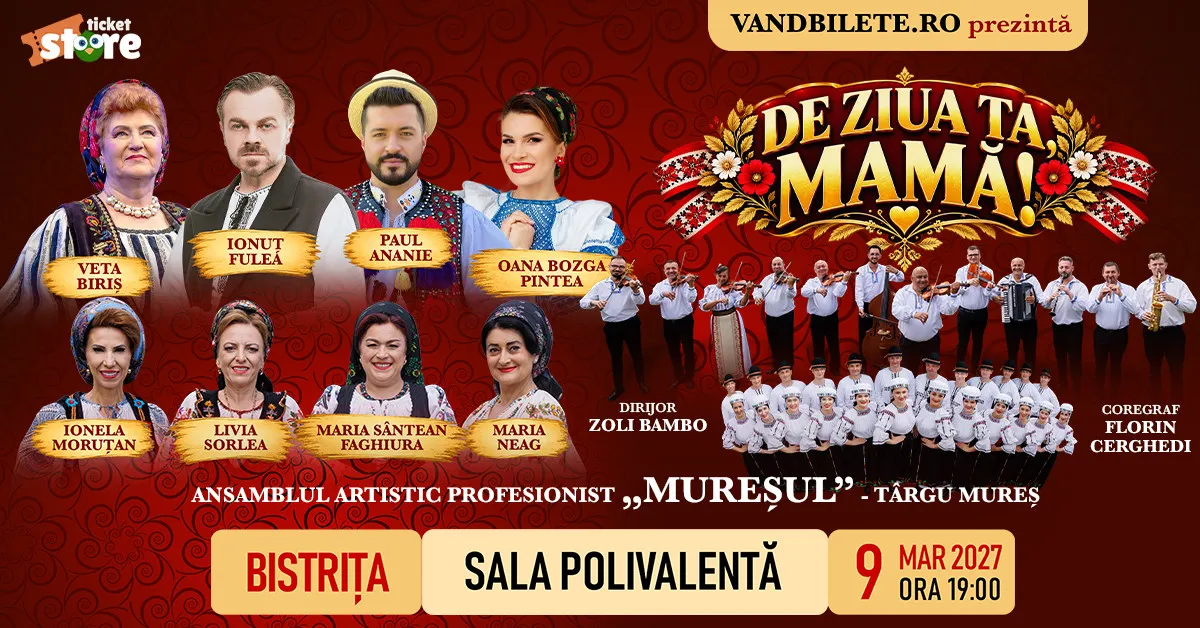 ticket
stoore
VANDBILETE.RO prezintă
DE ZIUA TA,
MAMĂ!
VETA
BIRIȘ
IONUȚ
FULEĂ
PAUL
ANANIE
OANA BOZGA
PINTEA
IONELA
MORUȚAN
LIVIA
SORLEA
MARIA SÂNTEAN
FAGHIURA
MARIA
NEAG
DIRIJOR
ZOLI BAMBO
COREGRAF
FLORIN
CERGHEDI
ANSAMBLUL ARTISTIC PROFESIONIST „MUREȘUL” - TÂRGU MUREȘ
BISTRIȚA
SALA POLIVALENTĂ
9 MAR 2027
ORA 19:00